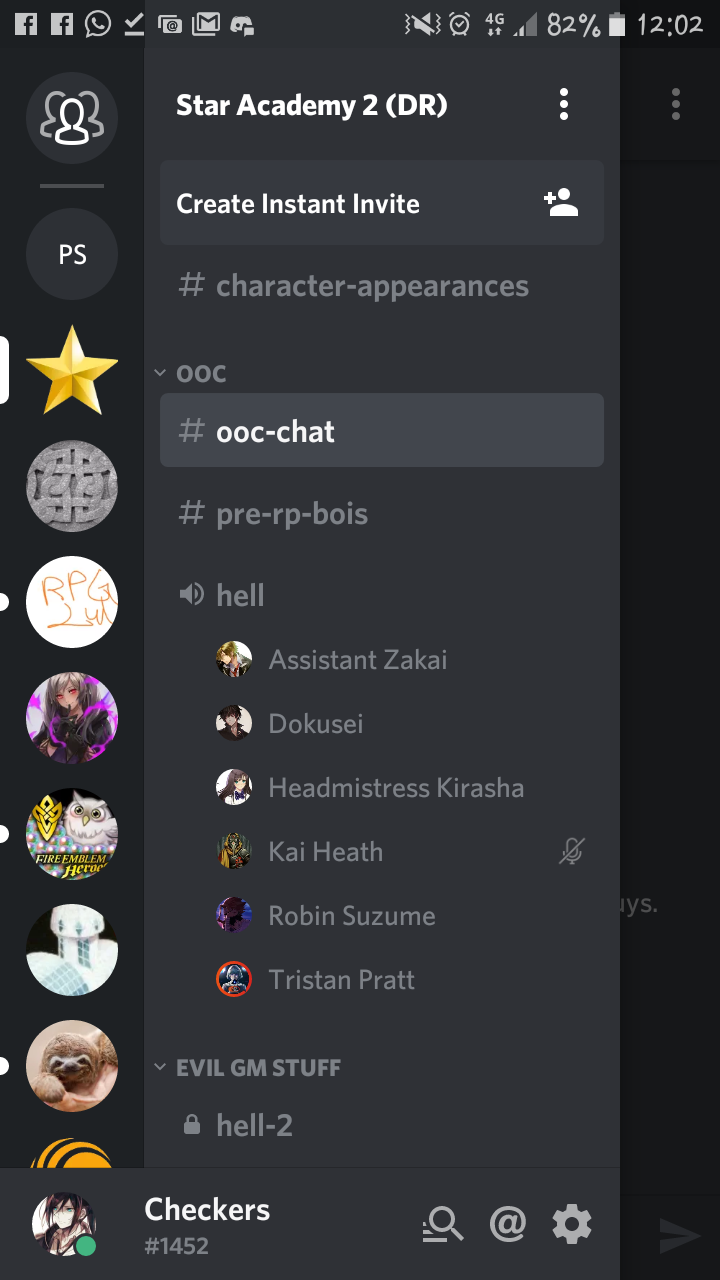 4G 82% 12:02
Star Academy 2 (DR)
Create Instant Invite
PS
# character-appearances
ooc
# ooc-chat
# pre-rp-bois
RPG
hell
Assistant Zakai
Dokusei
Headmistress Kirasha
FIRE EMBLEM
Heroes
Kai Heath
Robin Suzume
uys.
Tristan Pratt
EVIL GM STUFF
hell-2
Checkers
#1452
@